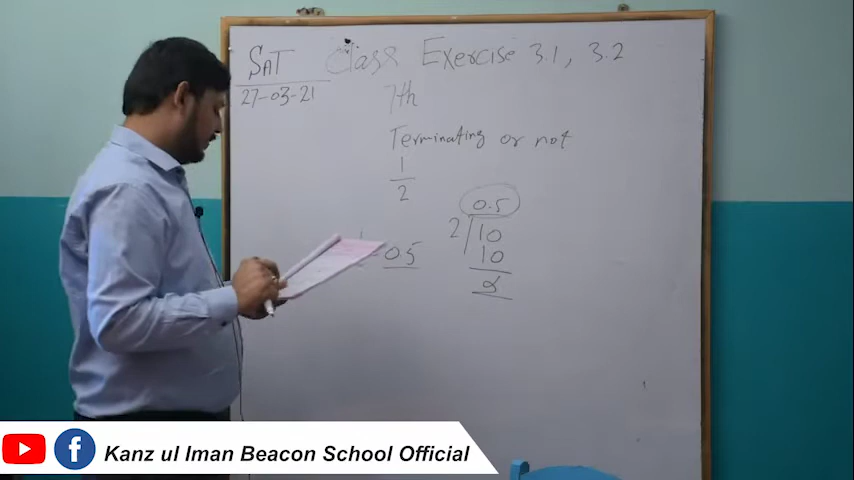 SAT Class Exercise 3.1, 3.2
27-03-21
7th
Terminating or not
1
2
0.5
2 10
10
0
= 0.5
Kanz ul Iman Beacon School Official